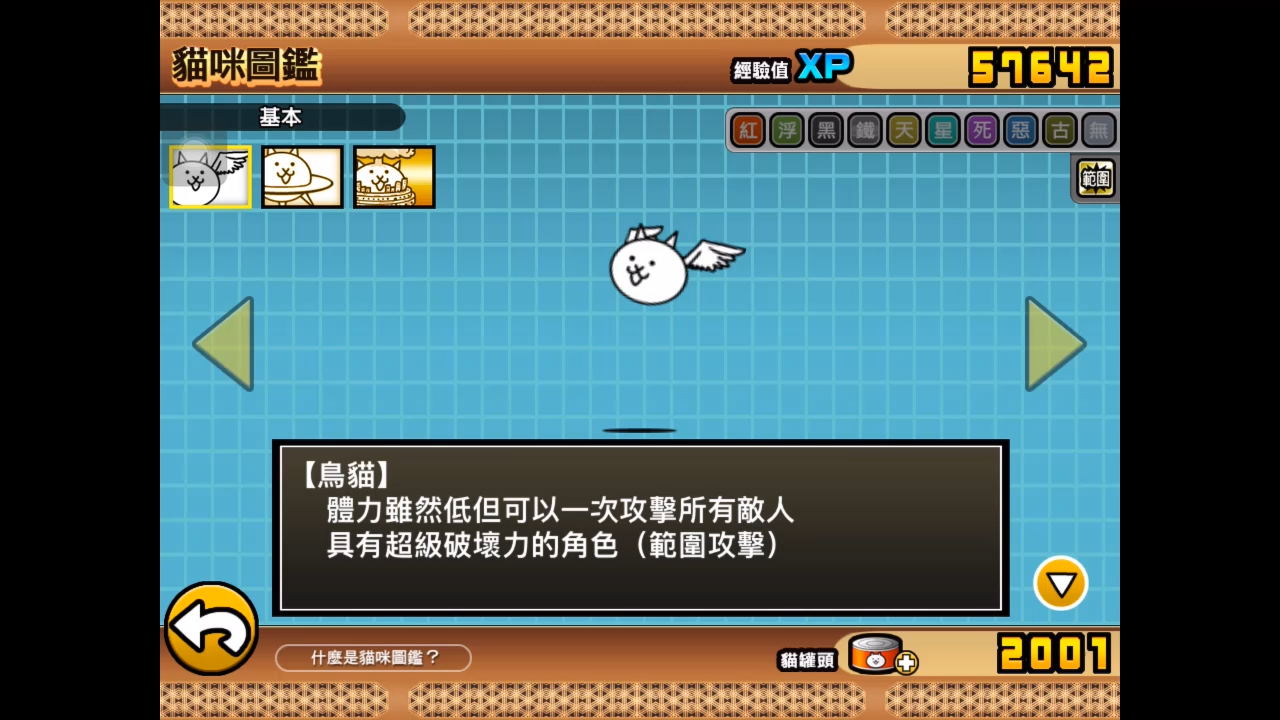 貓咪圖鑑
經驗值 XP 57642
基本
紅 浮 黑 鐵 天 星 死 惡 古 無
範圍
【鳥貓】
體力雖然低但可以一次攻擊所有敵人
具有超級破壞力的角色（範圍攻擊）
什麼是貓咪圖鑑？
貓罐頭 2001